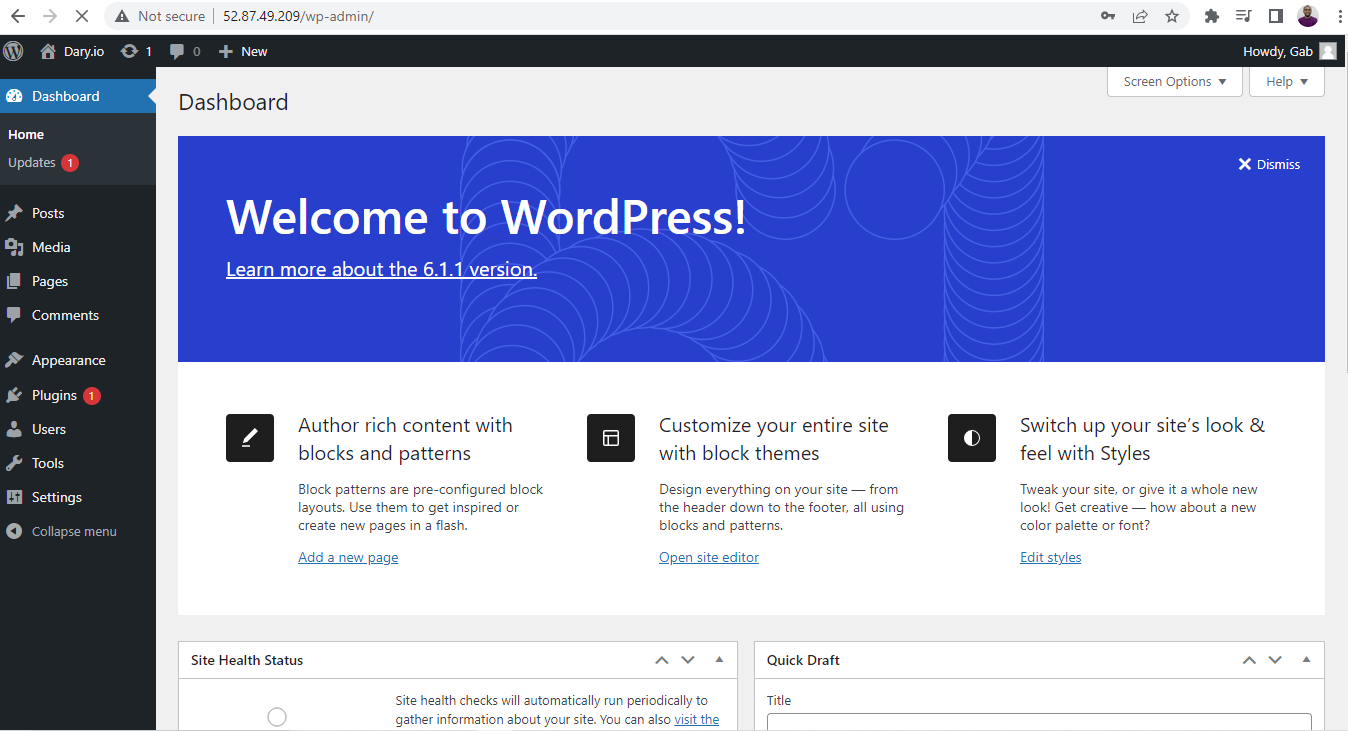 Not secure 52.87.49.209/wp-admin/
Dary.io 1 0 New Howdy, Gab
Screen Options Help
Dashboard
Home
Updates 1
Posts
Media
Pages
Comments
Appearance
Plugins 1
Users
Tools
Settings
Collapse menu
Dashboard
Dismiss
Welcome to WordPress!
Learn more about the 6.1.1 version.
Author rich content with
blocks and patterns
Block patterns are pre-configured block
layouts. Use them to get inspired or
create new pages in a flash.
Add a new page
Customize your entire site
with block themes
Design everything on your site — from
the header down to the footer, all using
blocks and patterns.
Open site editor
Switch up your site’s look &
feel with Styles
Tweak your site, or give it a whole new
look! Get creative — how about a new
color palette or font?
Edit styles
Site Health Status
Site health checks will automatically run periodically to
gather information about your site. You can also visit the
Quick Draft
Title